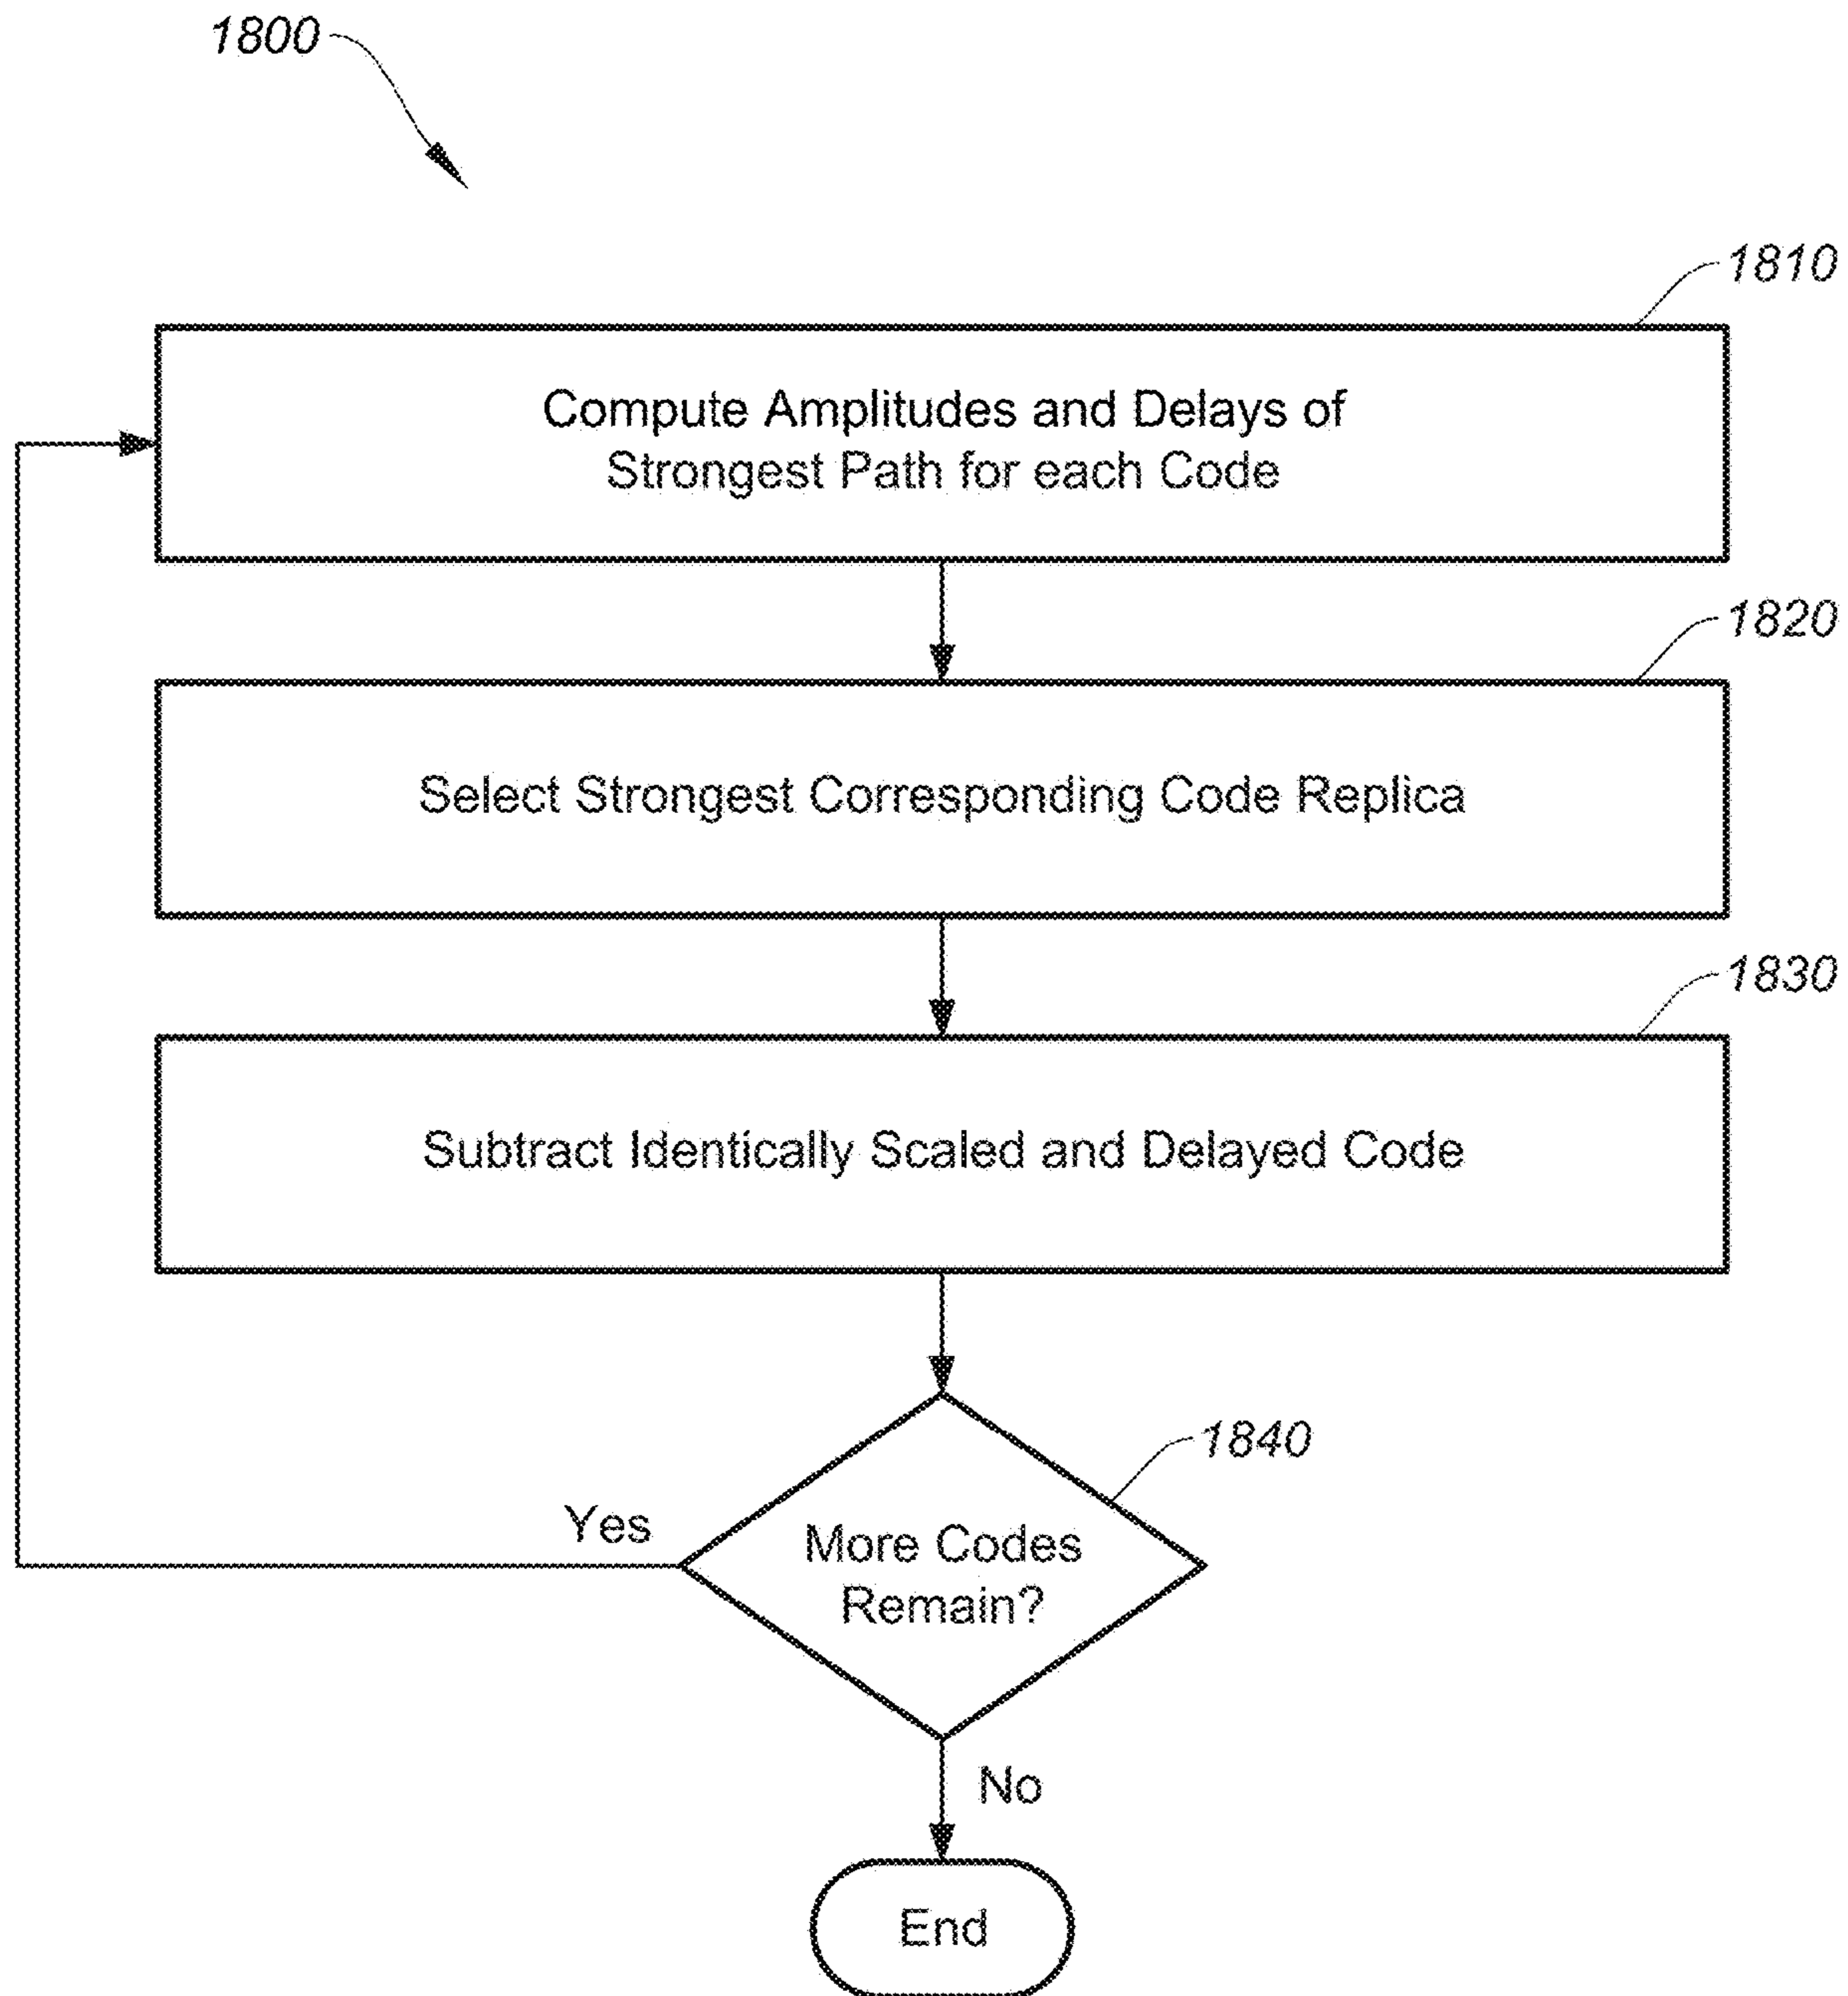 1800
1810
Compute Amplitudes and Delays of
Strongest Path for each Code
1820
Select Strongest Corresponding Code Replica
1830
Subtract Identically Scaled and Delayed Code
1840
Yes
More Codes
Remain?
No
End